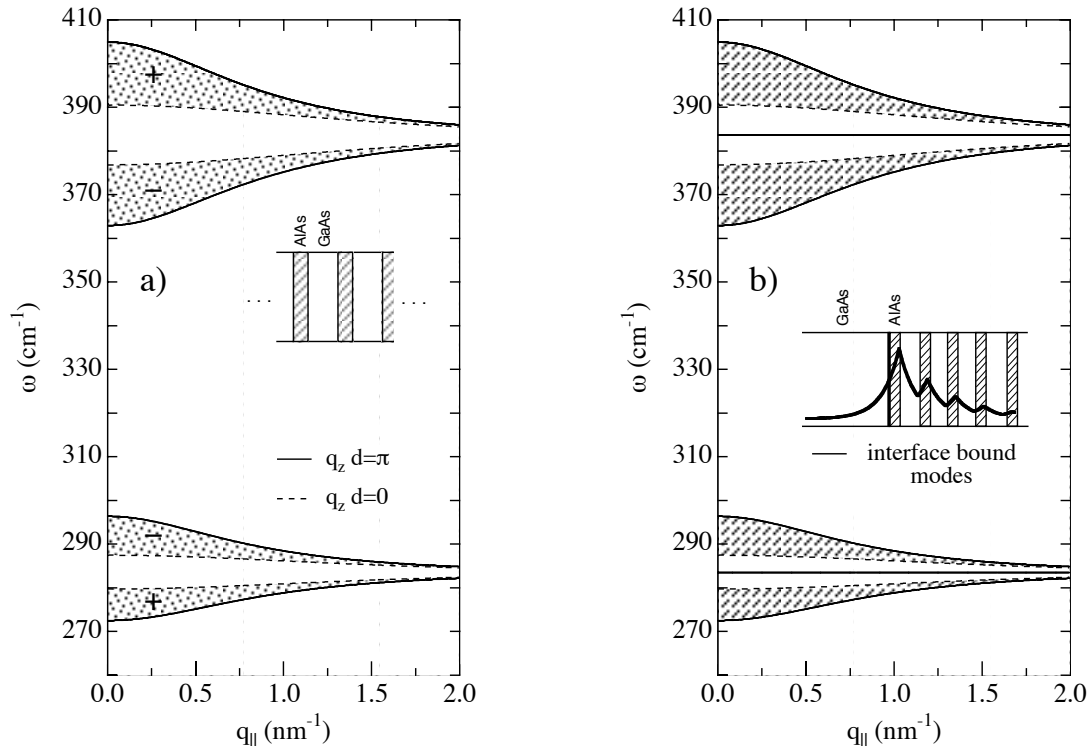 410
390
370
350
330
310
290
270
ω (cm⁻¹)
+
−
a)
AlAs
GaAs
. . .
. . .
q_z d=π
q_z d=0
−
+
0.0 0.5 1.0 1.5 2.0
q_|| (nm⁻¹)
410
390
370
350
330
310
290
270
ω (cm⁻¹)
b)
GaAs
AlAs
interface bound
modes
0.0 0.5 1.0 1.5 2.0
q_|| (nm⁻¹)